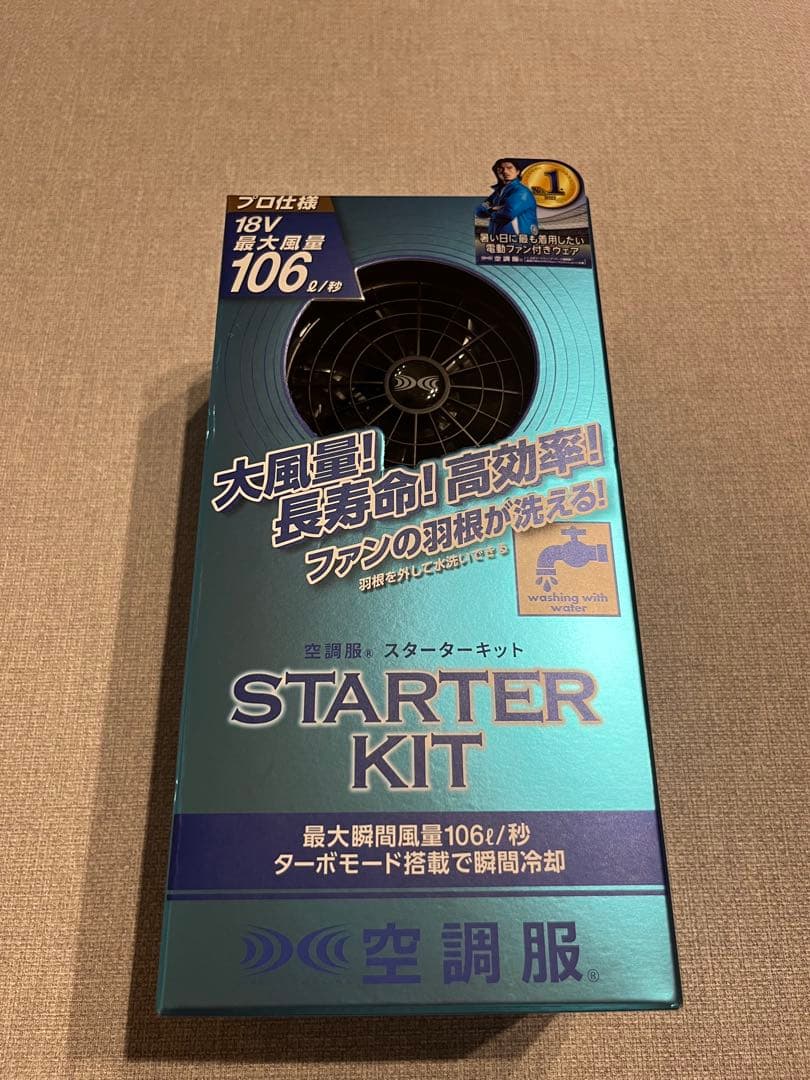 プロ仕様
18V
最大風量
106ℓ/秒
No.1
暑い日に最も着用したい
電動ファン付きウェア
空調服®
大風量!
長寿命!高効率!
ファンの羽根が洗える!
羽根を外して水洗いできる
washing with
water
空調服® スターターキット
STARTER
KIT
最大瞬間風量106ℓ/秒
ターボモード搭載で瞬間冷却
空調服®